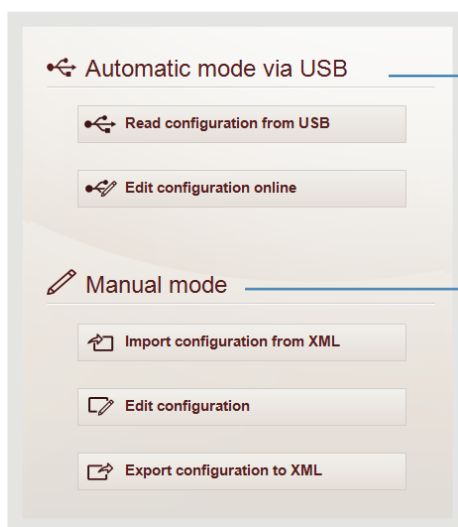 Automatic mode via USB
Read configuration from USB
Edit configuration online
Manual mode
Import configuration from XML
Edit configuration
Export configuration to XML